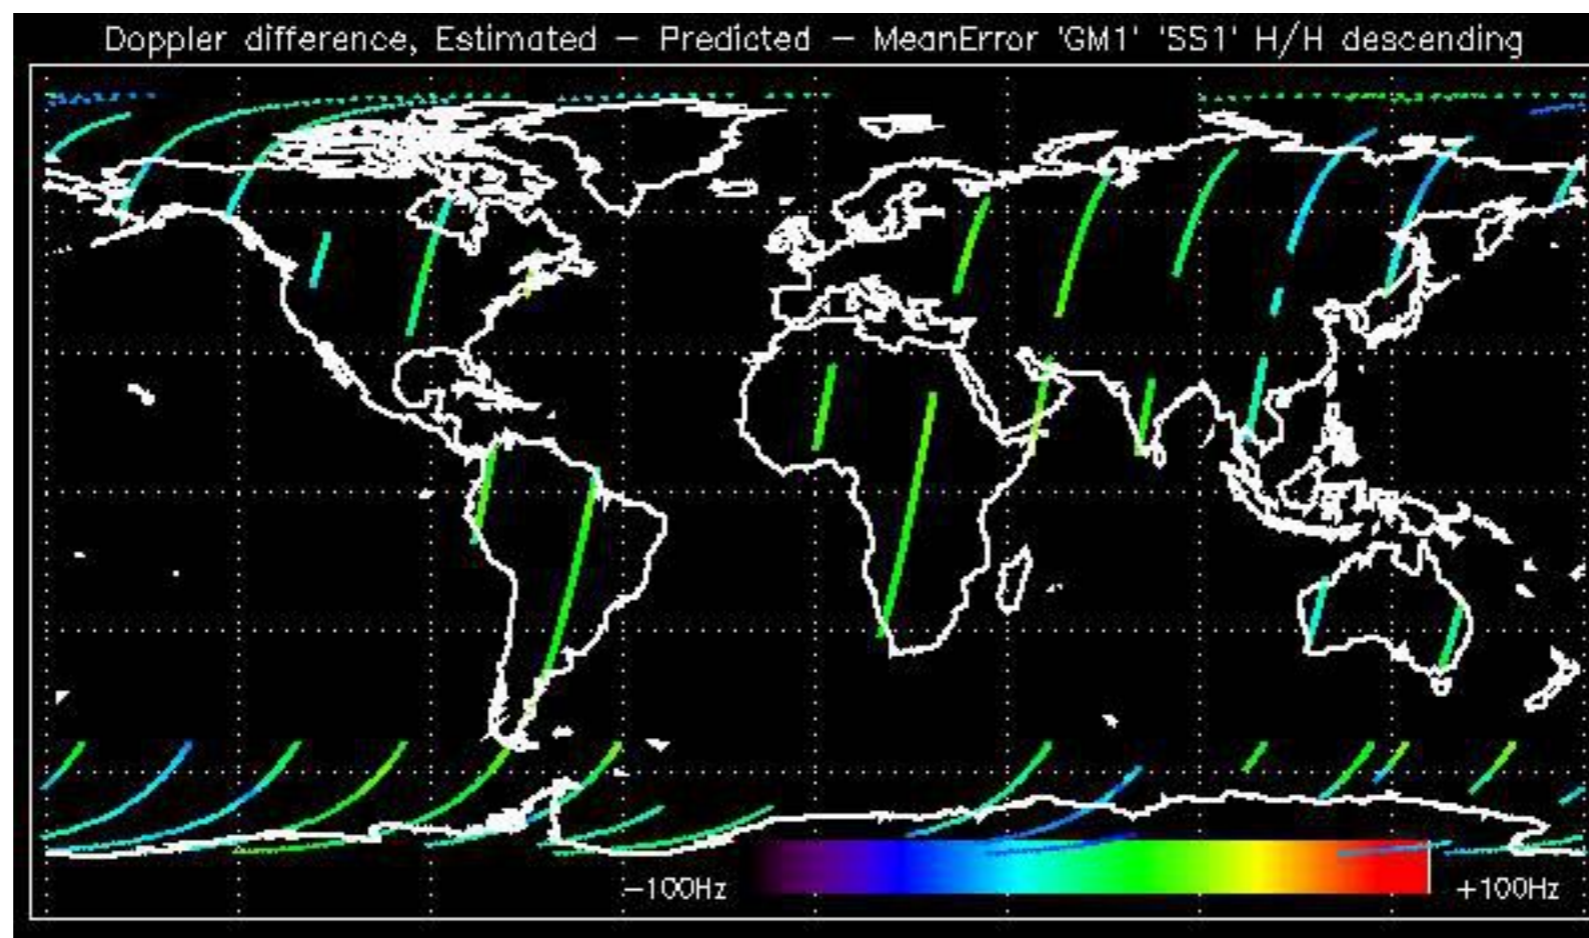 Doppler difference, Estimated - Predicted - MeanError 'GM1' 'SS1' H/H descending
-100Hz
+100Hz